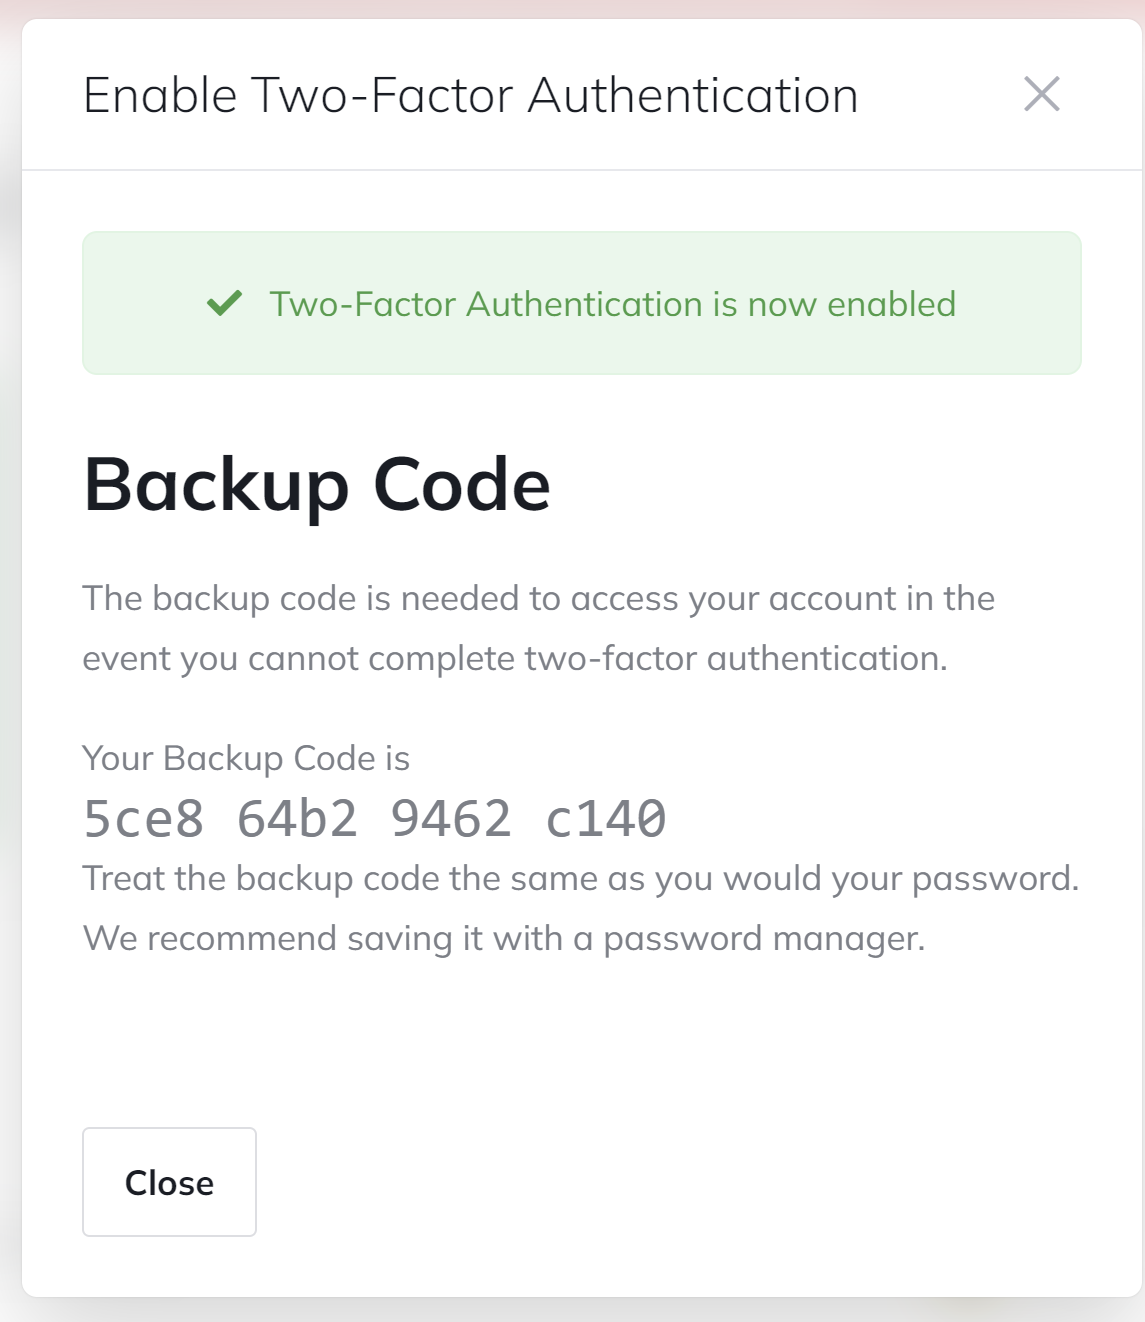 Enable Two-Factor Authentication
Two-Factor Authentication is now enabled
Backup Code
The backup code is needed to access your account in the
event you cannot complete two-factor authentication.
Your Backup Code is
5ce8 64b2 9462 c140
Treat the backup code the same as you would your password.
We recommend saving it with a password manager.
Close